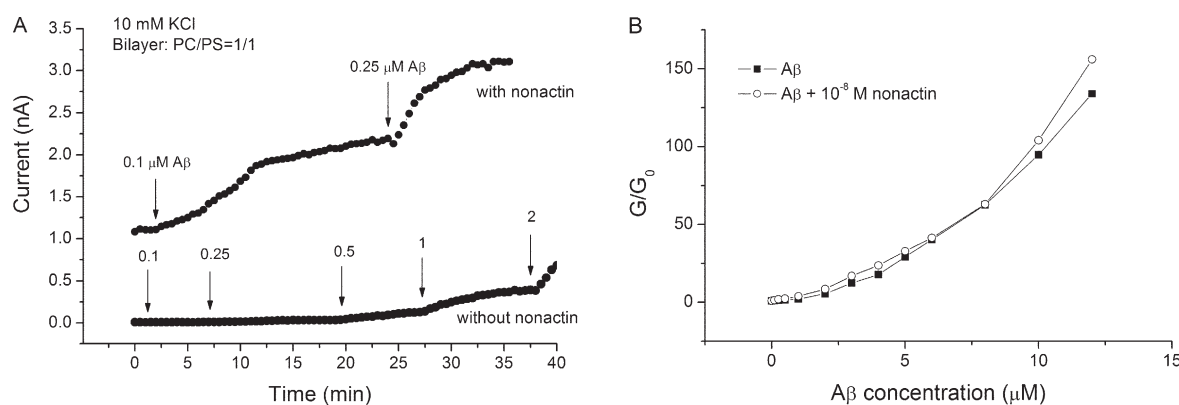 A
10 mM KCl
Bilayer: PC/PS=1/1
3.5
3.0
2.5
2.0
1.5
1.0
0.5
0.0
Current (nA)
0.25 μM Aβ
with nonactin
0.1 μM Aβ
0.1
0.25
0.5
1
2
without nonactin
0
5
10
15
20
25
30
35
40
Time (min)
B
150
100
50
0
G/G0
Aβ
Aβ + 10-8 M nonactin
0
5
10
15
Aβ concentration (μM)